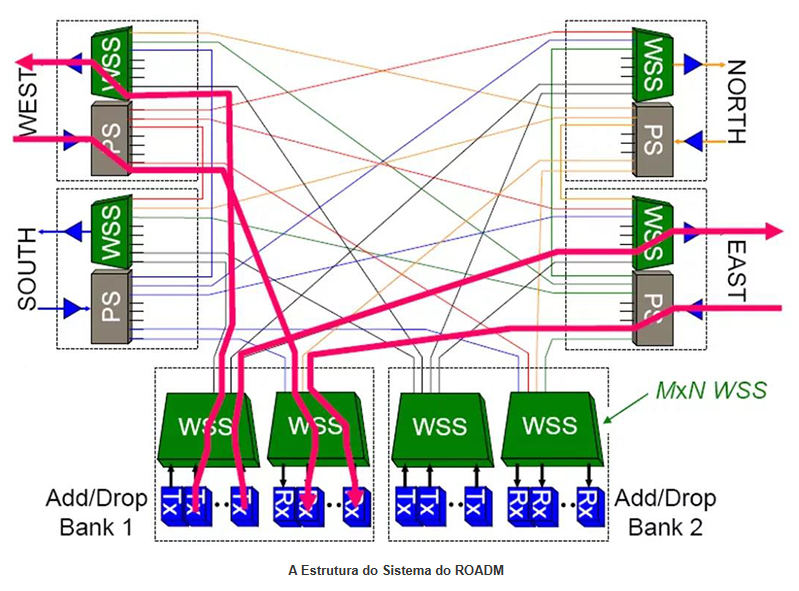 WSS
WEST
PS
WSS
SOUTH
PS
WSS
NORTH
PS
WSS
EAST
PS
MxN WSS
WSS
WSS
WSS
WSS
Add/Drop
Bank 1
Tx
Tx
..
Tx
Rx
Rx
..
Rx
Tx
Tx
..
Tx
Rx
Rx
..
Rx
Add/Drop
Bank 2
A Estrutura do Sistema do ROADM